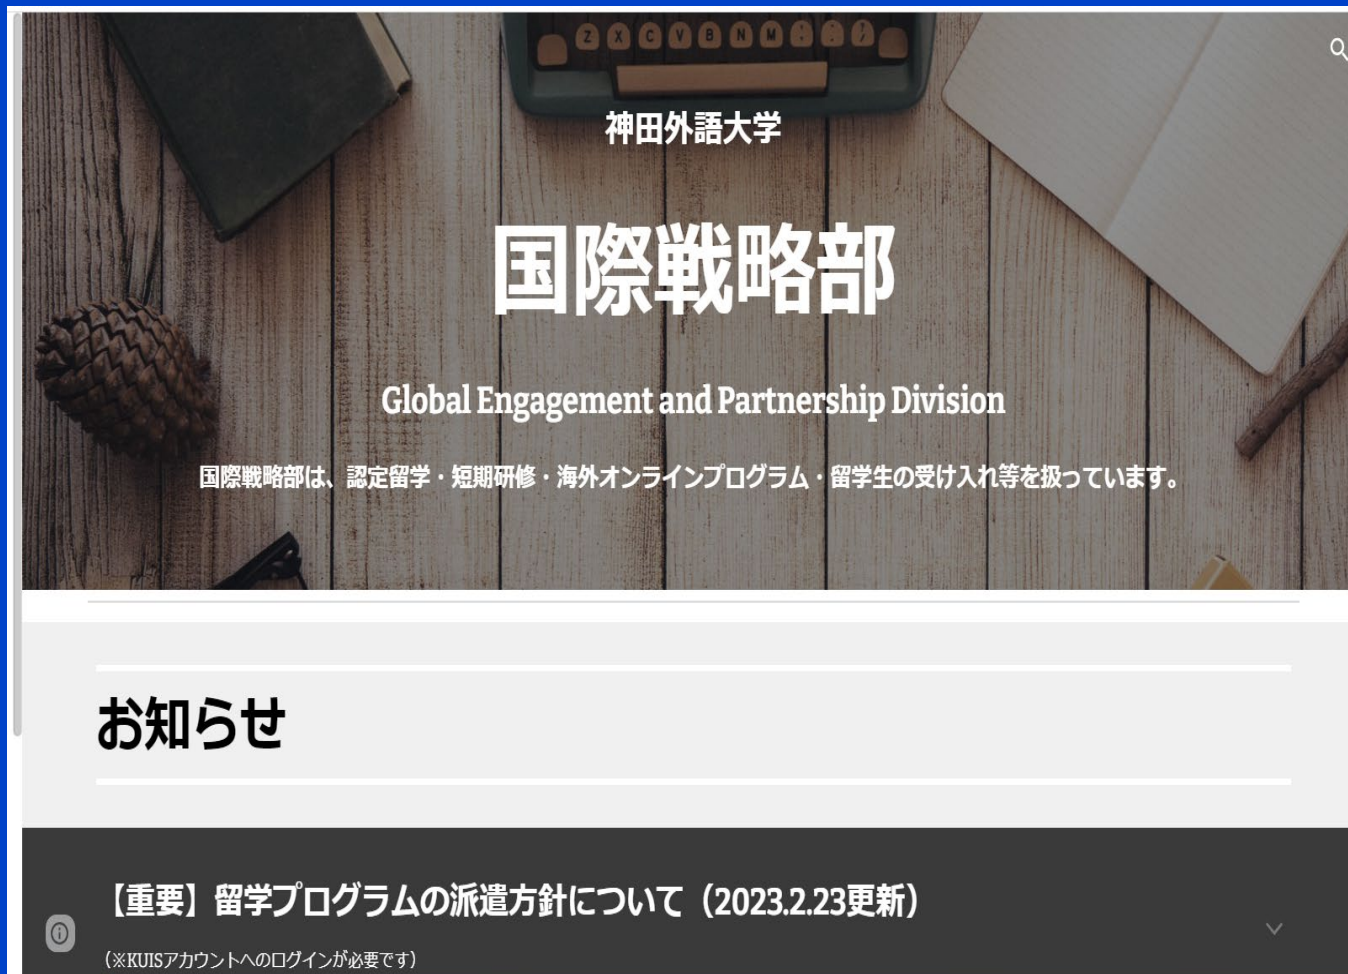 Z X C V B N M
神田外語大学
国際戦略部
Global Engagement and Partnership Division
国際戦略部は、認定留学・短期研修・海外オンラインプログラム・留学生の受け入れ等を扱っています。
お知らせ
【重要】留学プログラムの派遣方針について（2023.2.23更新）
（※KUISアカウントへのログインが必要です）